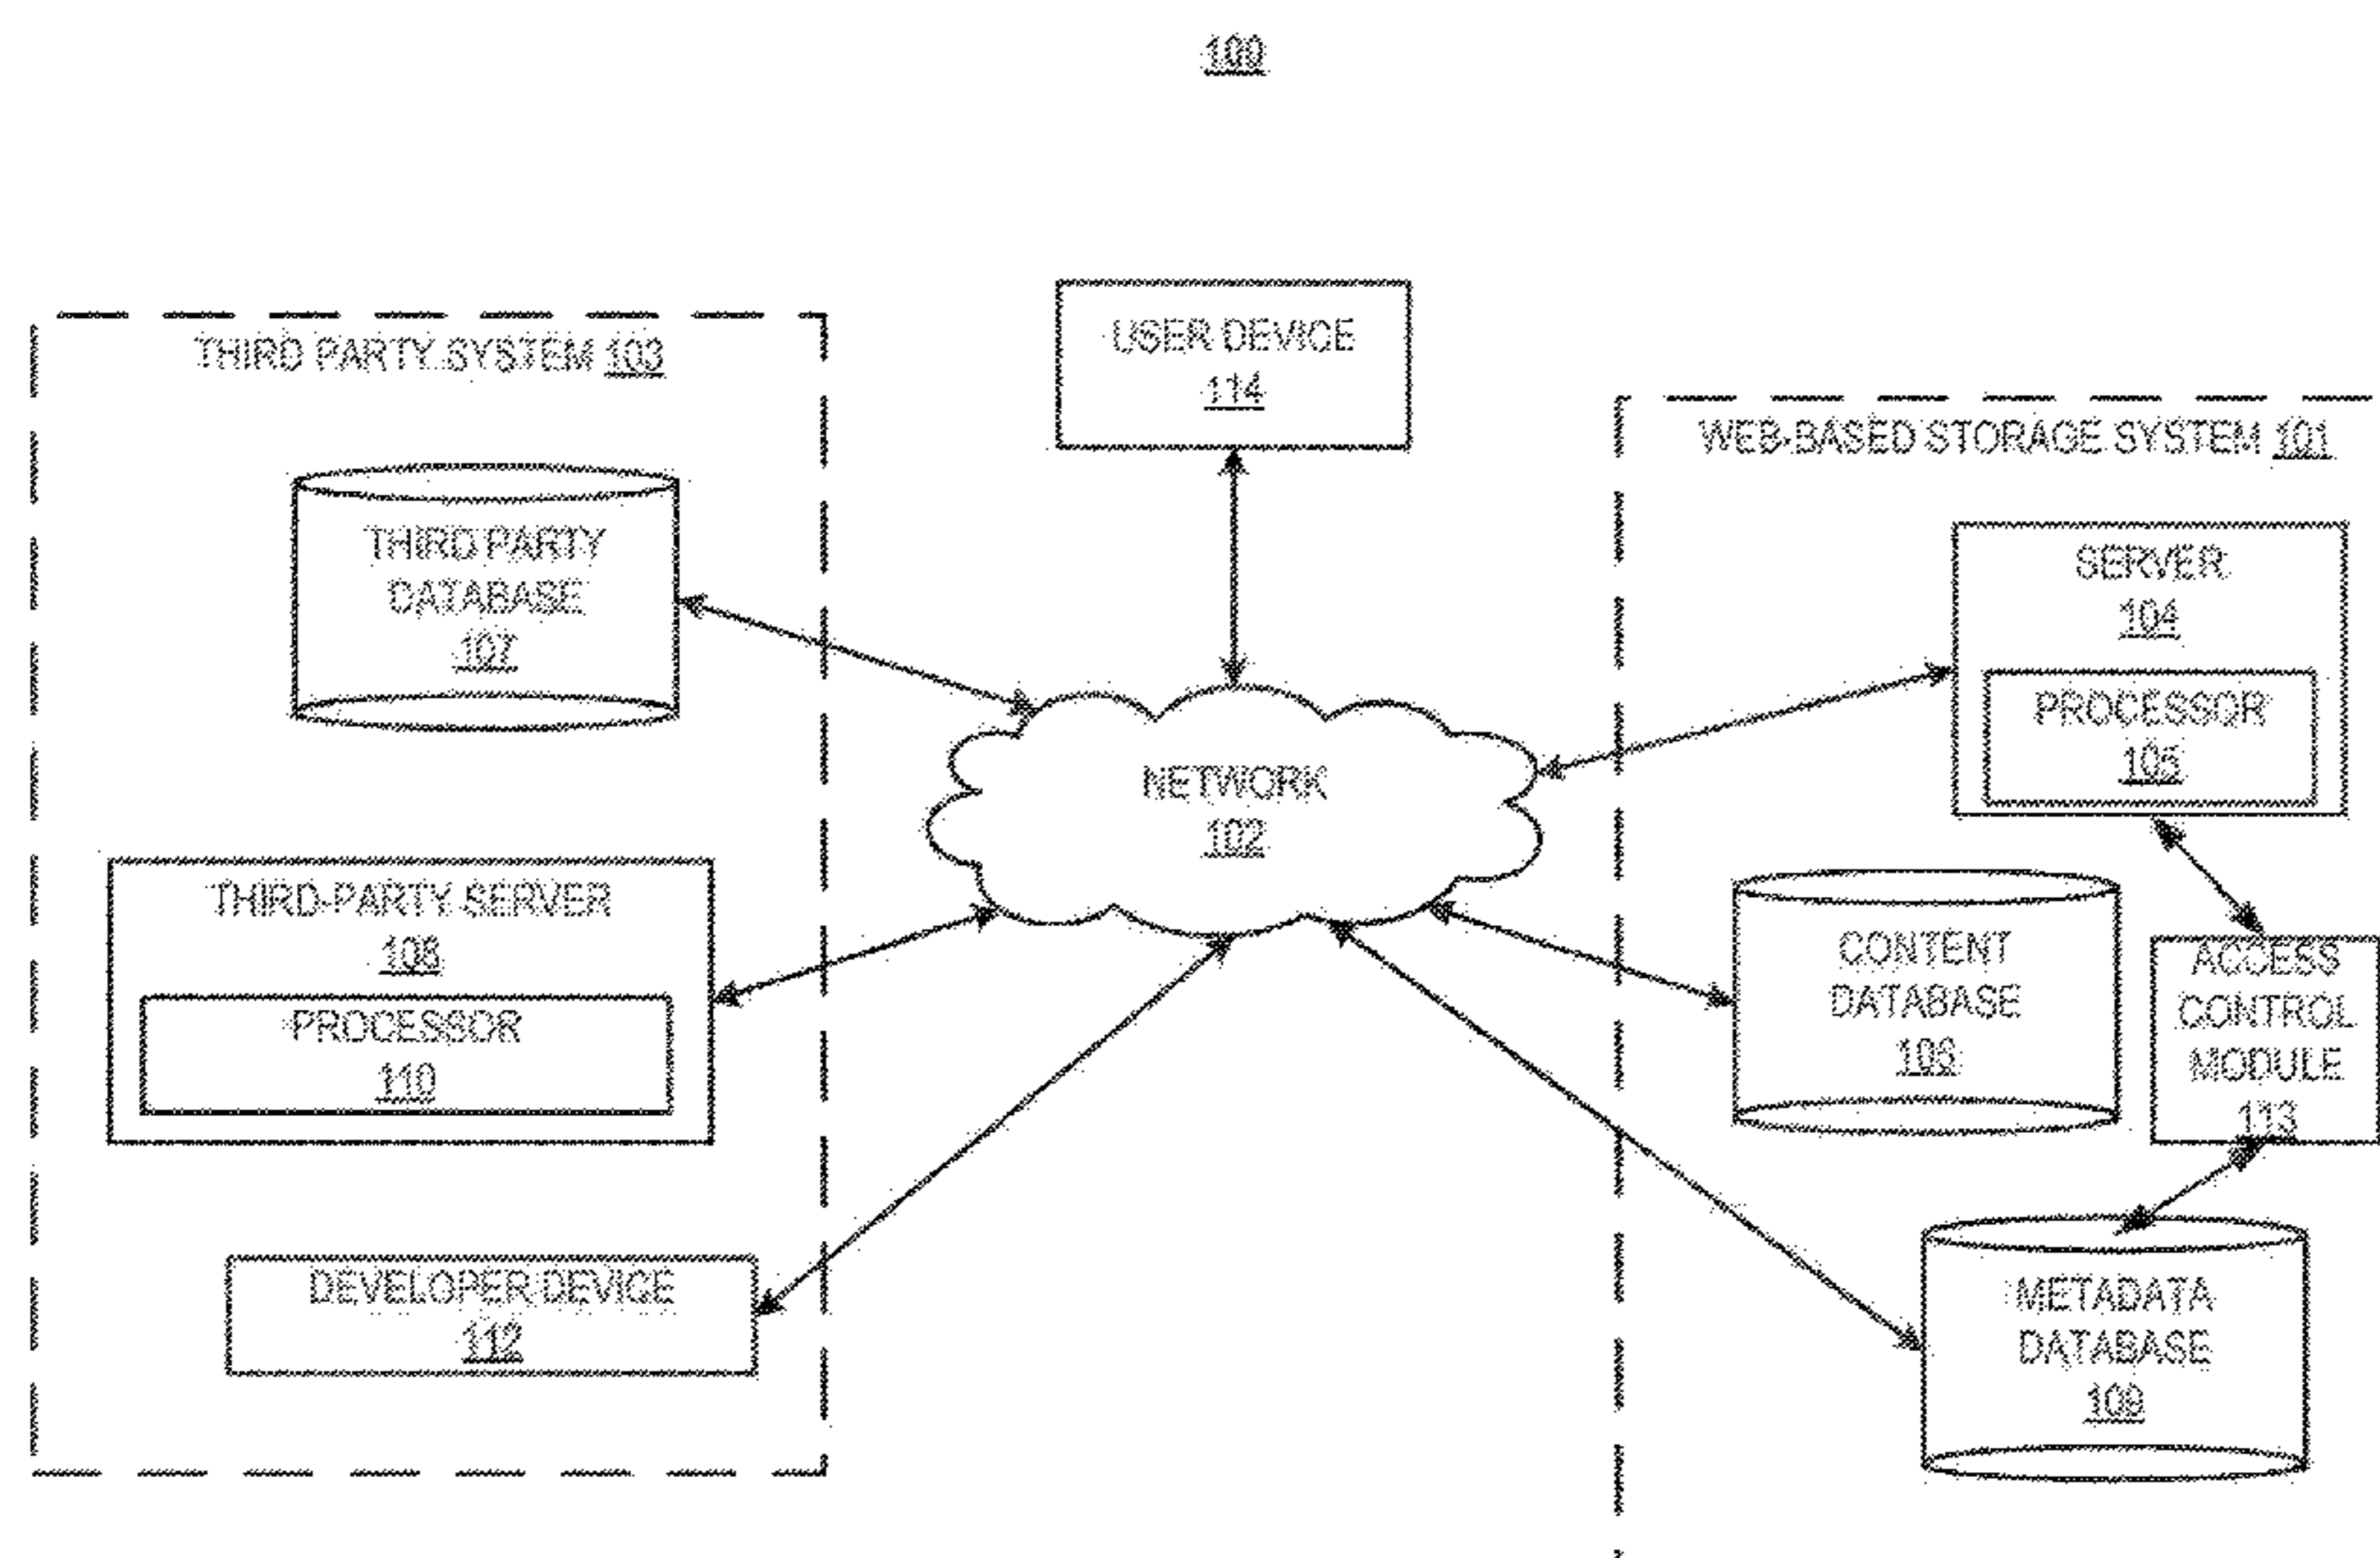 100
THIRD PARTY SYSTEM 103
THIRD PARTY
DATABASE
107
THIRD-PARTY SERVER
108
PROCESSOR
110
DEVELOPER DEVICE
112
USER DEVICE
114
NETWORK
102
WEB-BASED STORAGE SYSTEM 101
SERVER
104
PROCESSOR
105
CONTENT
DATABASE
106
ACCESS
CONTROL
MODULE
113
METADATA
DATABASE
109